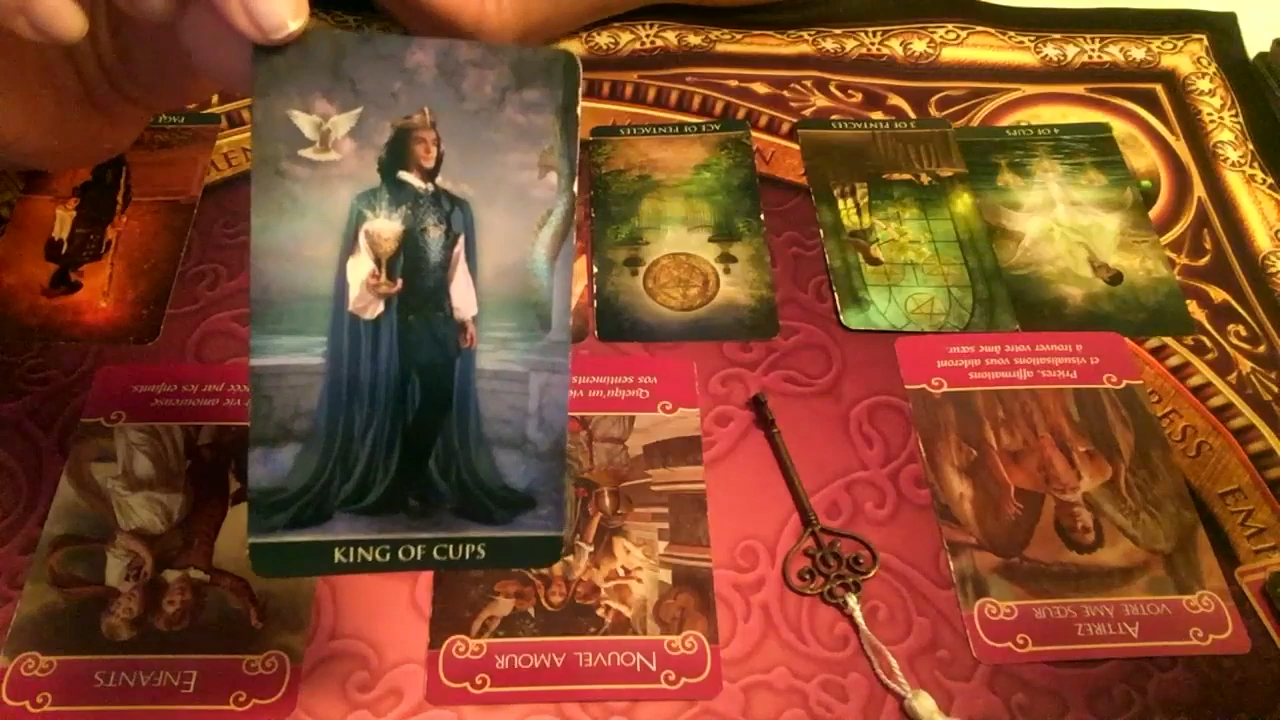 PAGE
ACE OF PENTACLES
3 OF PENTACLES
4 OF CUPS
KING OF CUPS
vie amoureuse
par les enfants.
ENFANTS
Quelqu'un
vos sentiments
NOUVEL AMOUR
Prières, affirmations
et visualisations vous aideront
à trouver votre âme sœur.
ATTIREZ
VOTRE ÂME SŒUR